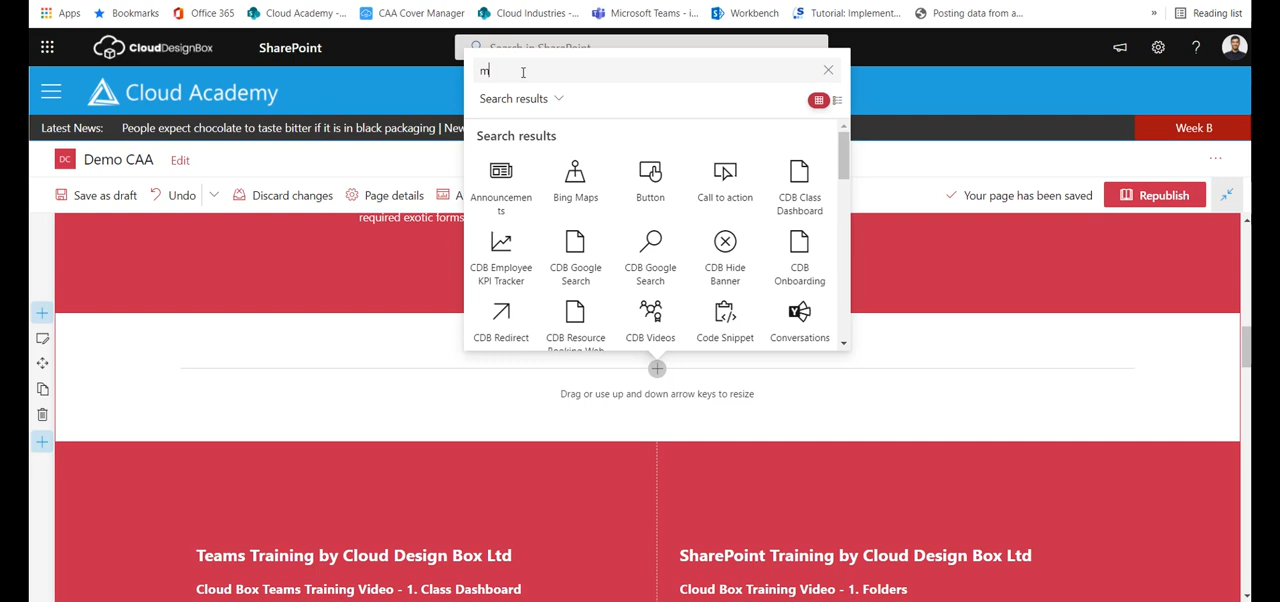 Apps Bookmarks Office 365 Cloud Academy -... CAA Cover Manager Cloud Industries -... Microsoft Teams - i... Workbench Tutorial: Implement... Posting data from a... » Reading list
CloudDesignBox SharePoint Search in SharePoint ?
m
Cloud Academy
Search results
Latest News: People expect chocolate to taste bitter if it is in black packaging | New
Week B
Search results
DC Demo CAA Edit
Announcemen
ts
Bing Maps
Button
Call to action
CDB Class
Dashboard
Save as draft Undo Discard changes Page details A
Your page has been saved Republish
required exotic forms
CDB Employee
KPI Tracker
CDB Google
Search
CDB Google
Search
CDB Hide
Banner
CDB
Onboarding
CDB Redirect
CDB Resource
Booking Web
CDB Videos
Code Snippet
Conversations
Drag or use up and down arrow keys to resize
Teams Training by Cloud Design Box Ltd
SharePoint Training by Cloud Design Box Ltd
Cloud Box Teams Training Video - 1. Class Dashboard
Cloud Box Training Video - 1. Folders